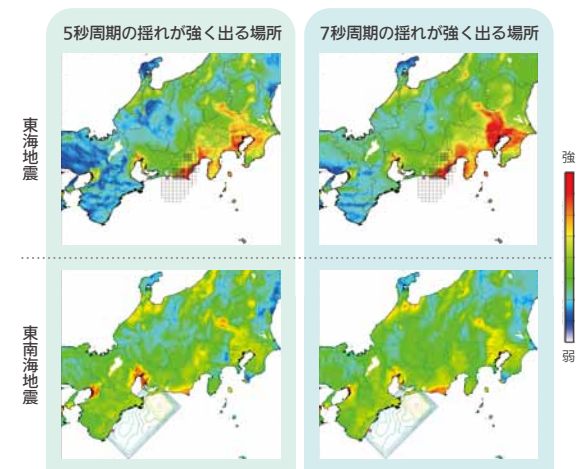 5秒周期の揺れが強く出る場所
7秒周期の揺れが強く出る場所
東海地震
強
弱
東南海地震